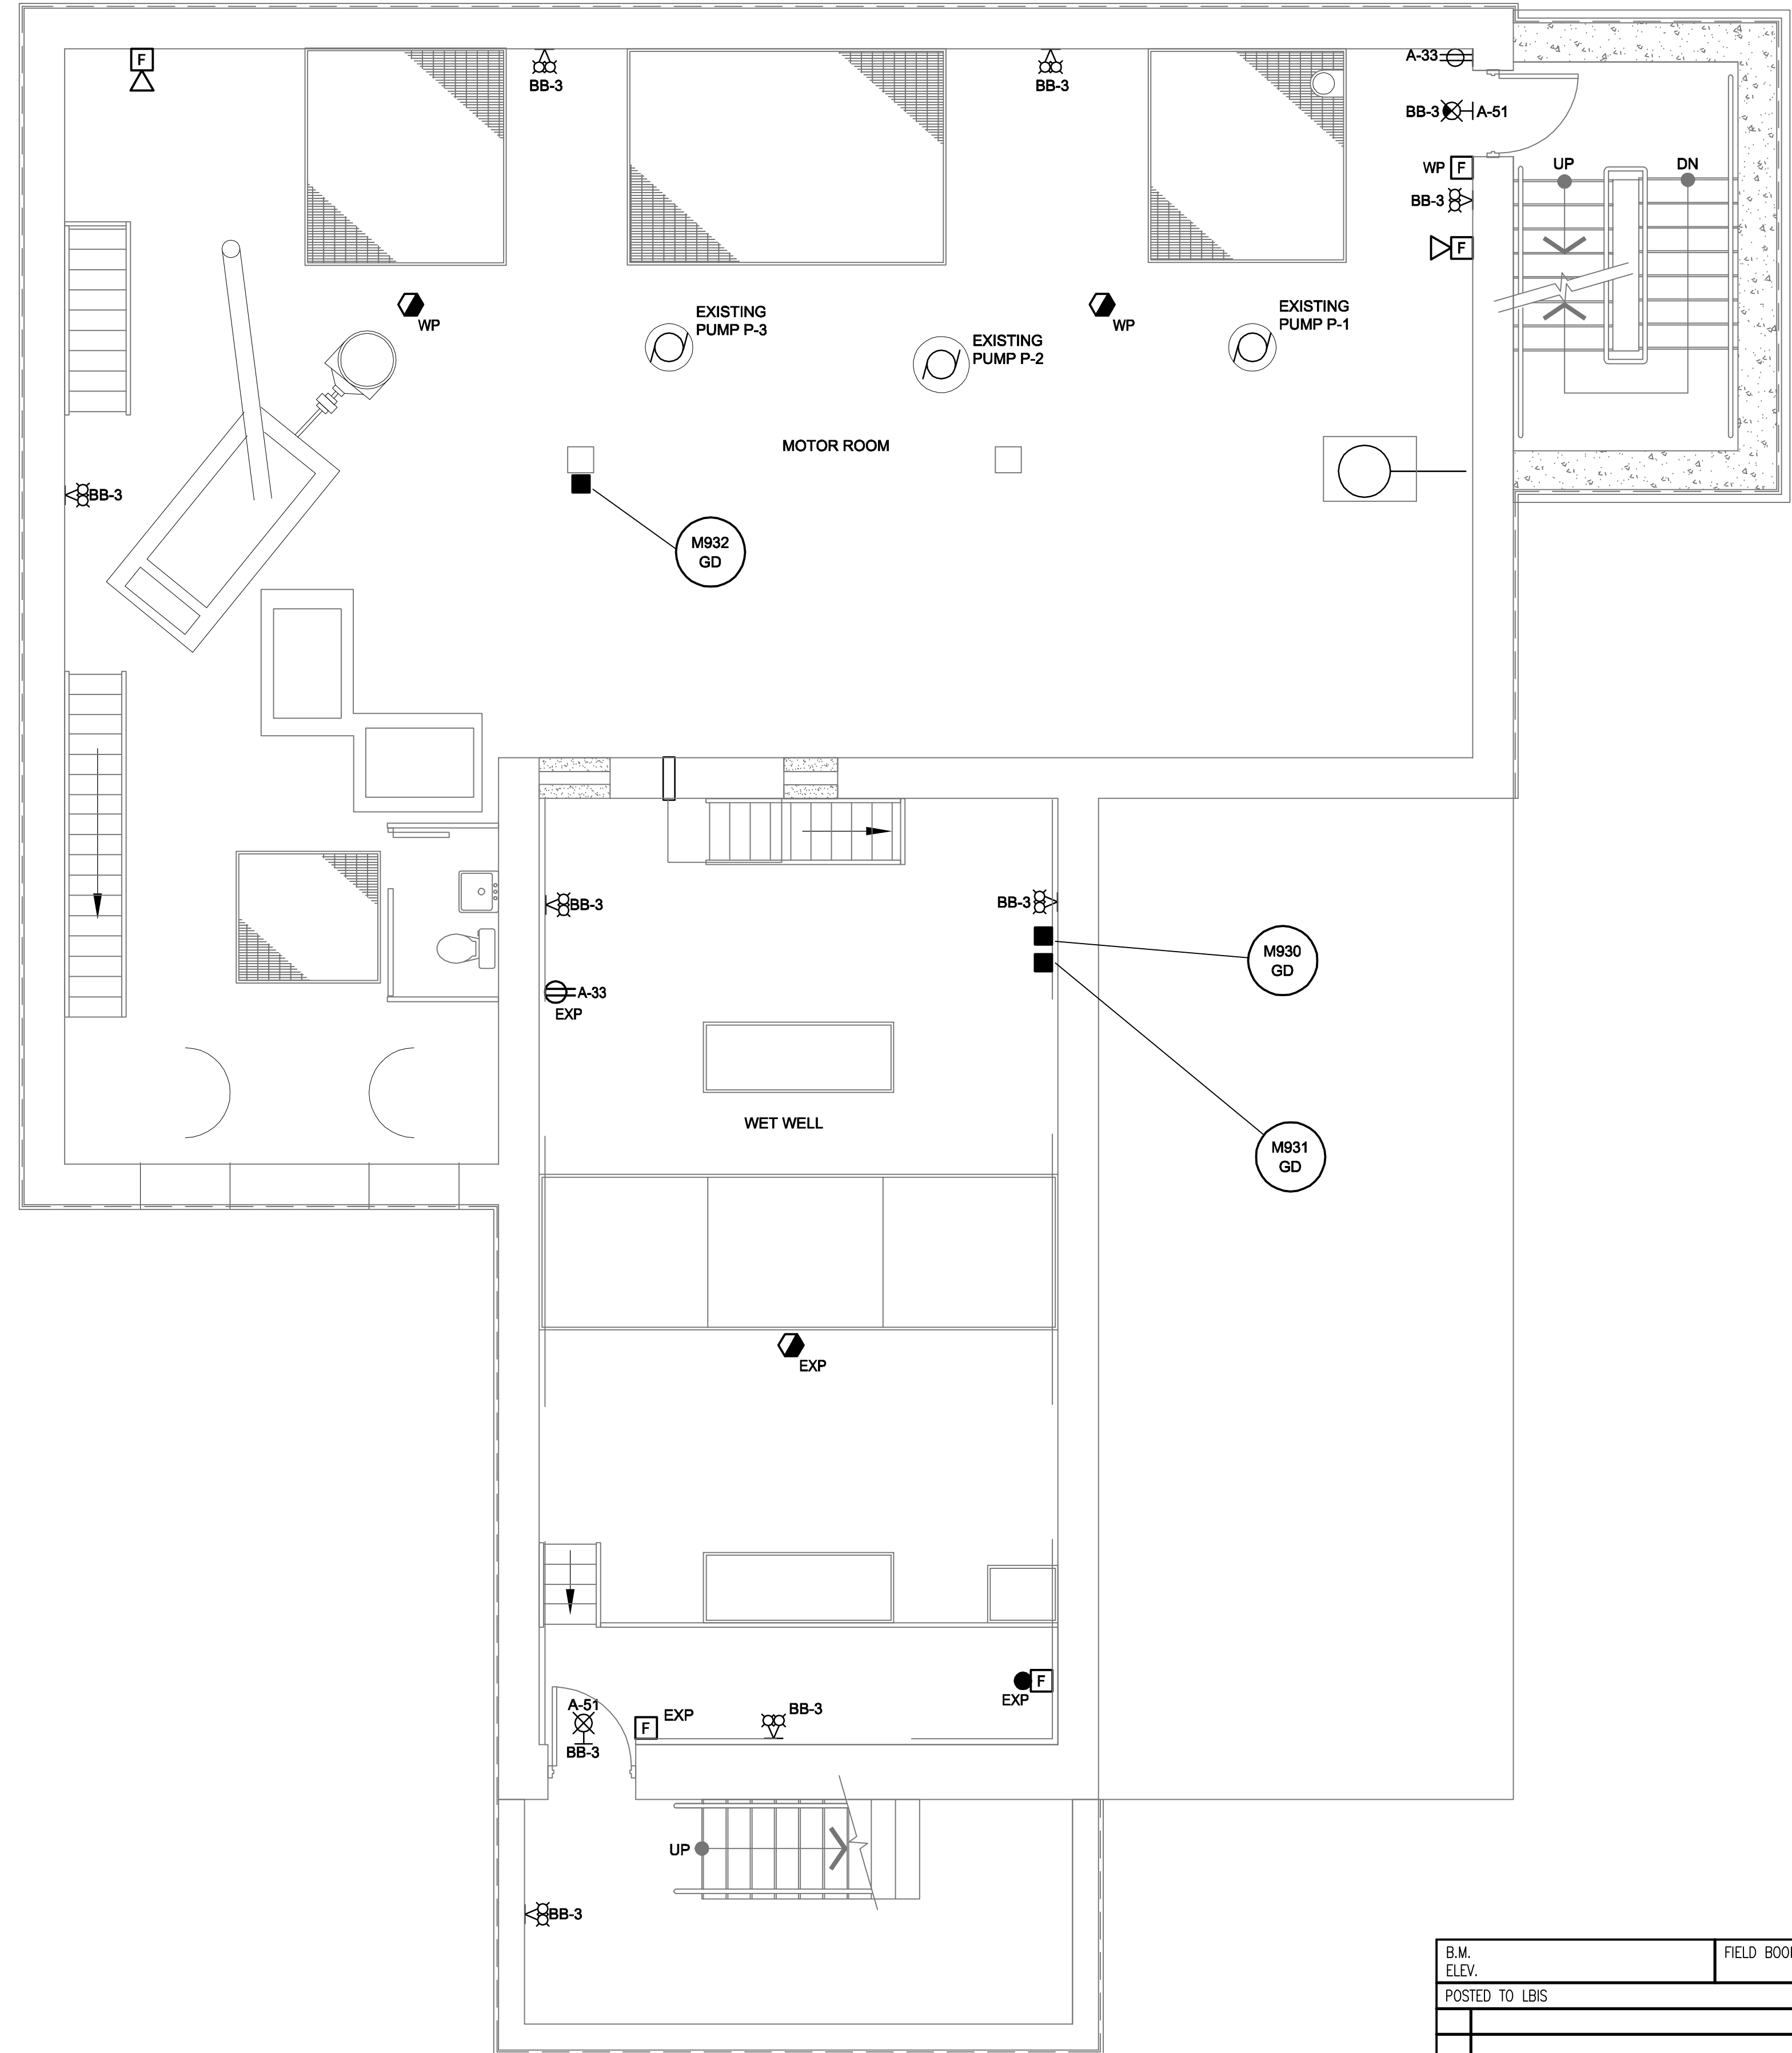 F
BB-3
BB-3
A-33
BB-3
A-51
WP
F
UP
DN
BB-3
F
WP
EXISTING
PUMP P-3
EXISTING
PUMP P-2
WP
EXISTING
PUMP P-1
MOTOR ROOM
BB-3
M932
GD
BB-3
BB-3
M930
GD
A-33
EXP
WET WELL
M931
GD
EXP
F
EXP
A-51
BB-3
F
EXP
BB-3
UP
BB-3
B.M.
ELEV.
POSTED TO LBIS